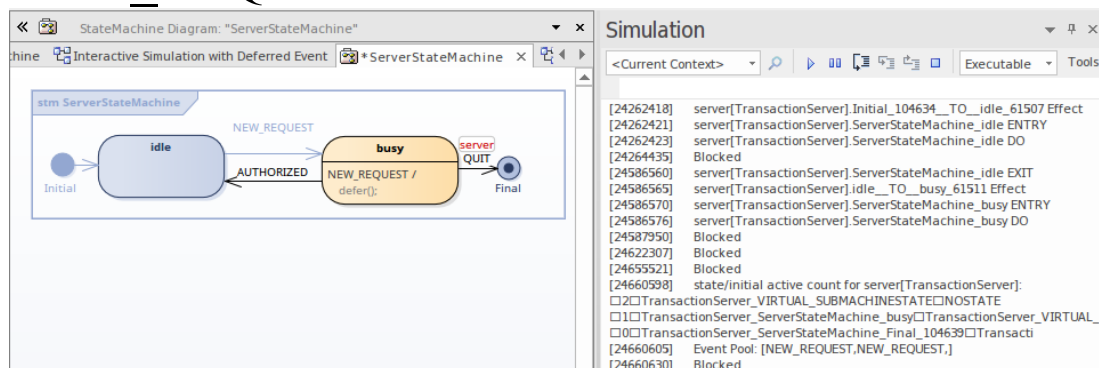 StateMachine Diagram: "ServerStateMachine"
hine Interactive Simulation with Deferred Event *ServerStateMachine
stm ServerStateMachine
Initial
idle
NEW_REQUEST
AUTHORIZED
busy
NEW_REQUEST /
defer();
server
QUIT
Final
Simulation
<Current Context> Executable Tools
[24262418] server[TransactionServer].Initial_104634__TO__idle_61507 Effect
[24262421] server[TransactionServer].ServerStateMachine_idle ENTRY
[24262423] server[TransactionServer].ServerStateMachine_idle DO
[24264435] Blocked
[24586560] server[TransactionServer].ServerStateMachine_idle EXIT
[24586565] server[TransactionServer].idle__TO__busy_61511 Effect
[24586570] server[TransactionServer].ServerStateMachine_busy ENTRY
[24586576] server[TransactionServer].ServerStateMachine_busy DO
[24587950] Blocked
[24622307] Blocked
[24655521] Blocked
[24660598] state/initial active count for server[TransactionServer]:
□2□TransactionServer_VIRTUAL_SUBMACHINESTATE□NOSTATE
□1□TransactionServer_ServerStateMachine_busy□TransactionServer_VIRTUAL_
□0□TransactionServer_ServerStateMachine_Final_104639□Transacti
[24660605] Event Pool: [NEW_REQUEST,NEW_REQUEST,]
[24660630] Blocked